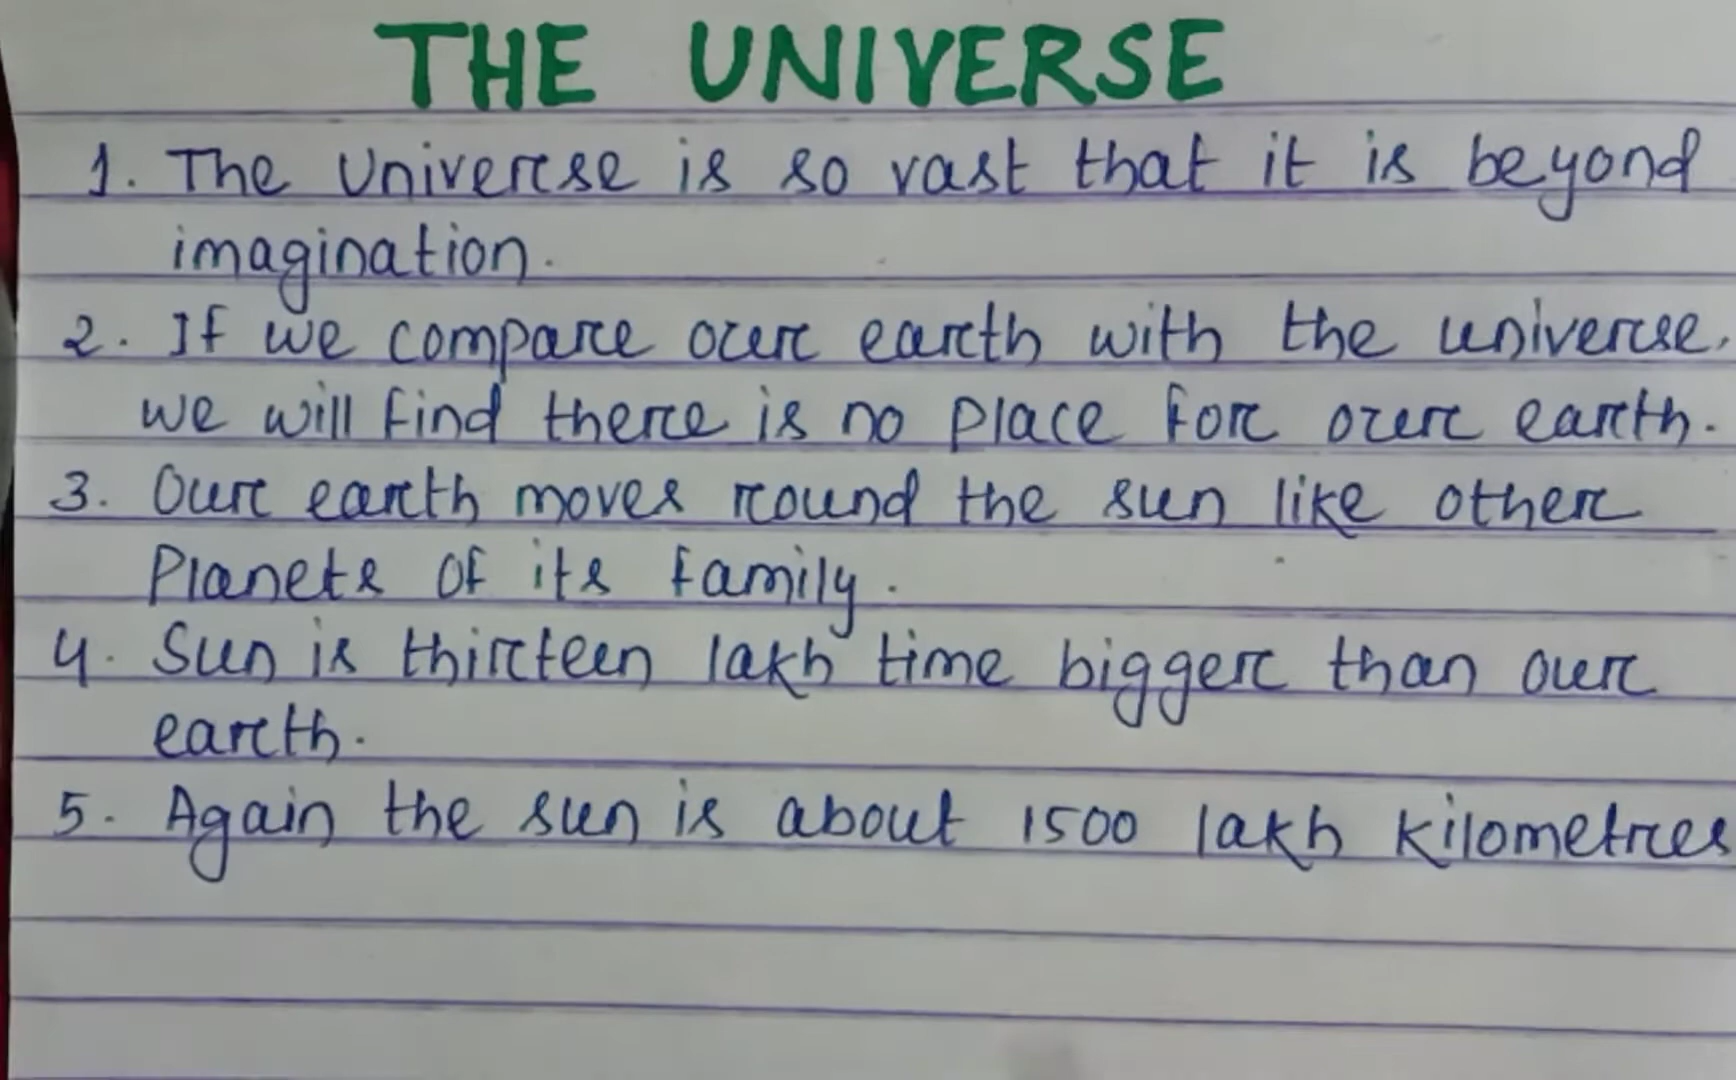 THE UNIVERSE
1. The Universe is so vast that it is beyond
imagination.
2. If we compare our earth with the universe,
we will find there is no place for our earth.
3. Our earth moves round the sun like other
Planets of its family.
4. Sun is thirteen lakh time bigger than our
earth.
5. Again the sun is about 1500 lakh kilometres